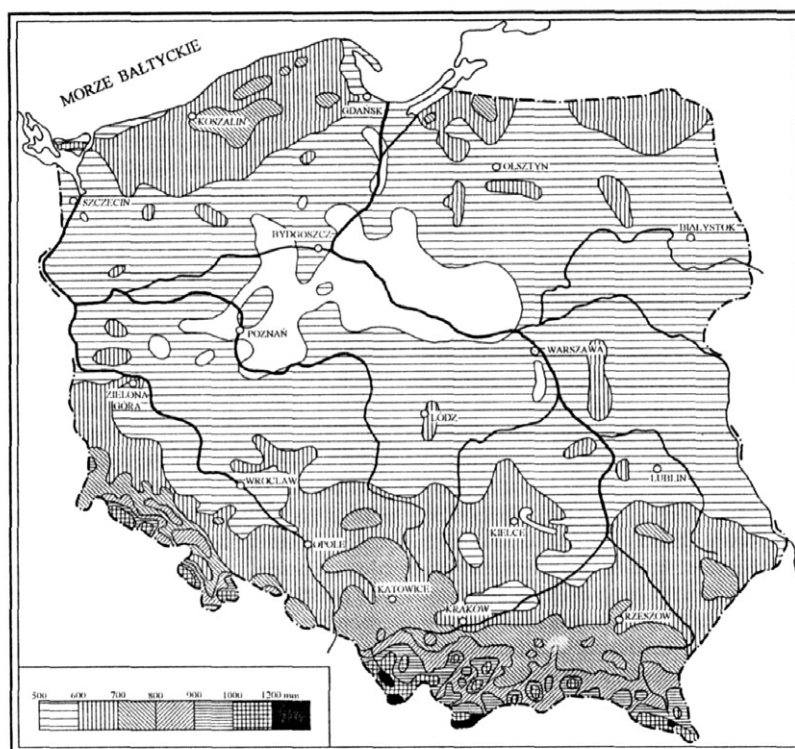 MORZE BAŁTYCKIE
GDAŃSK
KOSZALIN
OLSZTYN
SZCZECIN
BIAŁYSTOK
BYDGOSZCZ
POZNAŃ
WARSZAWA
ZIELONA
GÓRA
ŁÓDŹ
LUBLIN
WROCŁAW
KIELCE
OPOLE
KATOWICE
KRAKÓW
RZESZÓW
500 600 700 800 900 1000 1200 mm